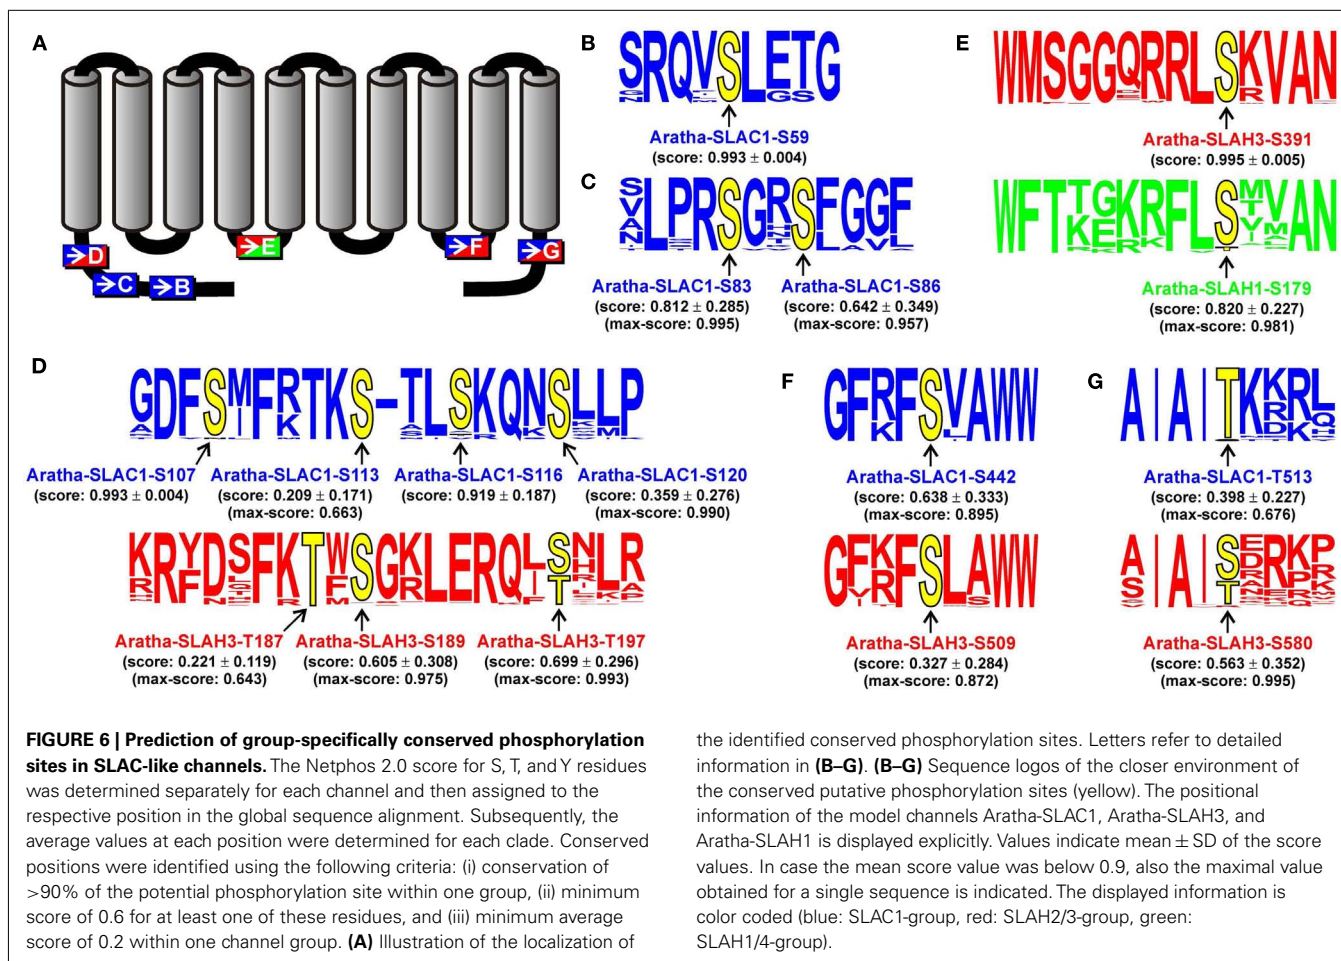 A
D
C
B
E
F
G
B
SRQVSLETG
Aratha-SLAC1-S59
(score: 0.993 ± 0.004)
C
SLPRSGRSFGGF
Aratha-SLAC1-S83
(score: 0.812 ± 0.285)
(max-score: 0.995)
Aratha-SLAC1-S86
(score: 0.642 ± 0.349)
(max-score: 0.957)
E
WMSGGQRRLSKVAN
Aratha-SLAH3-S391
(score: 0.995 ± 0.005)
WFTTGKRFLSMVAN
Aratha-SLAH1-S179
(score: 0.820 ± 0.227)
(max-score: 0.981)
D
GDFSMFRTKS-TLSKQNSLLP
Aratha-SLAC1-S107
(score: 0.993 ± 0.004)
Aratha-SLAC1-S113
(score: 0.209 ± 0.171)
(max-score: 0.663)
Aratha-SLAC1-S116
(score: 0.919 ± 0.187)
Aratha-SLAC1-S120
(score: 0.359 ± 0.276)
(max-score: 0.990)
KRYDSFKTWSGKLERQLSNLR
Aratha-SLAH3-T187
(score: 0.221 ± 0.119)
(max-score: 0.643)
Aratha-SLAH3-S189
(score: 0.605 ± 0.308)
(max-score: 0.975)
Aratha-SLAH3-T197
(score: 0.699 ± 0.296)
(max-score: 0.993)
F
GFRFSVAWW
Aratha-SLAC1-S442
(score: 0.638 ± 0.333)
(max-score: 0.895)
GFKFSLAWW
Aratha-SLAH3-S509
(score: 0.327 ± 0.284)
(max-score: 0.872)
G
AIAITKKRL
Aratha-SLAC1-T513
(score: 0.398 ± 0.227)
(max-score: 0.676)
AIAISERKP
Aratha-SLAH3-S580
(score: 0.563 ± 0.352)
(max-score: 0.995)
FIGURE 6 | Prediction of group-specifically conserved phosphorylation
sites in SLAC-like channels. The Netphos 2.0 score for S, T, and Y residues
was determined separately for each channel and then assigned to the
respective position in the global sequence alignment. Subsequently, the
average values at each position were determined for each clade. Conserved
positions were identified using the following criteria: (i) conservation of
>90% of the potential phosphorylation site within one group, (ii) minimum
score of 0.6 for at least one of these residues, and (iii) minimum average
score of 0.2 within one channel group. (A) Illustration of the localization of
the identified conserved phosphorylation sites. Letters refer to detailed
information in (B–G). (B–G) Sequence logos of the closer environment of
the conserved putative phosphorylation sites (yellow). The positional
information of the model channels Aratha-SLAC1, Aratha-SLAH3, and
Aratha-SLAH1 is displayed explicitly. Values indicate mean ± SD of the score
values. In case the mean score value was below 0.9, also the maximal value
obtained for a single sequence is indicated. The displayed information is
color coded (blue: SLAC1-group, red: SLAH2/3-group, green:
SLAH1/4-group).